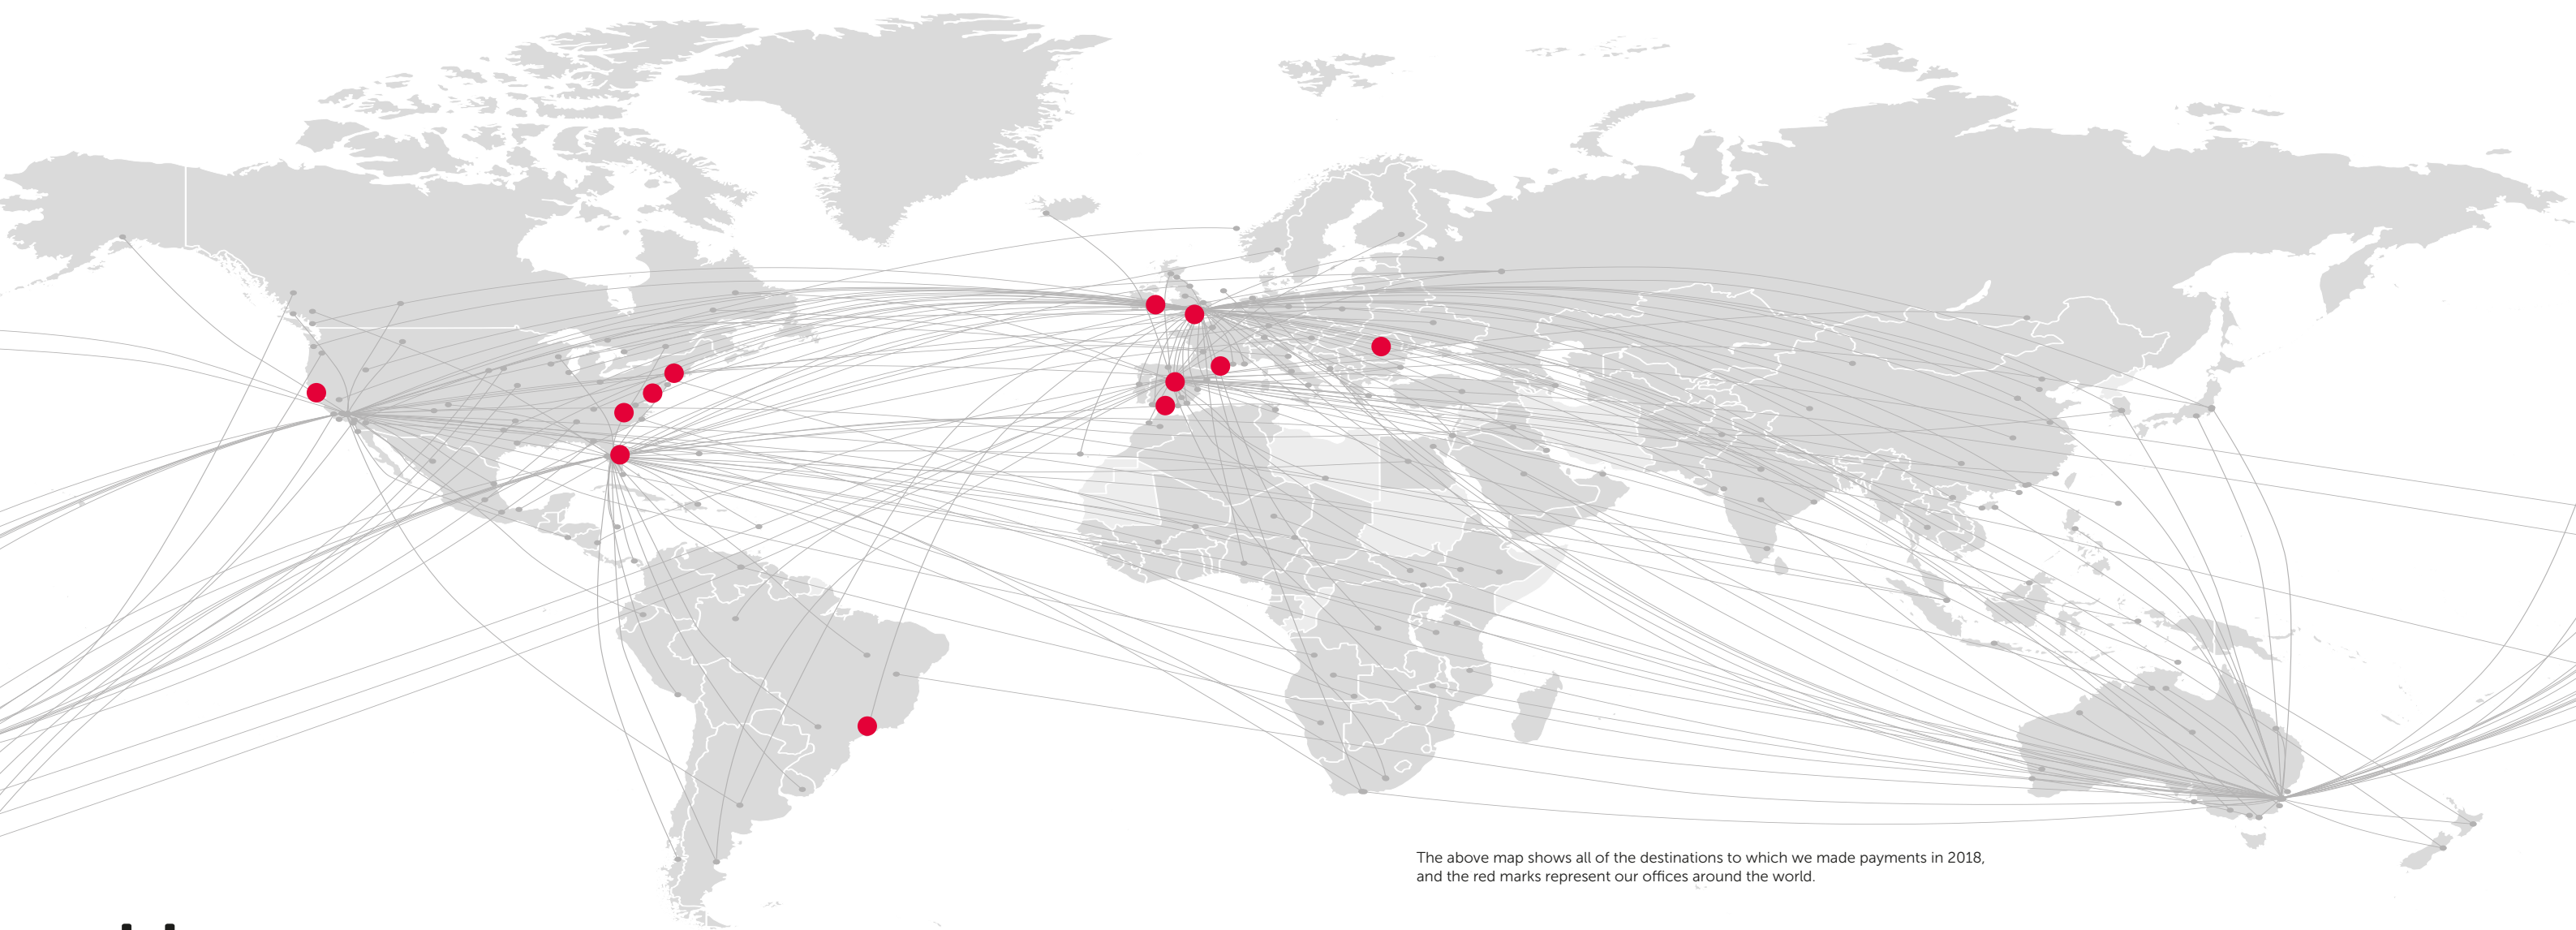 The above map shows all of the destinations to which we made payments in 2018,
and the red marks represent our offices around the world.